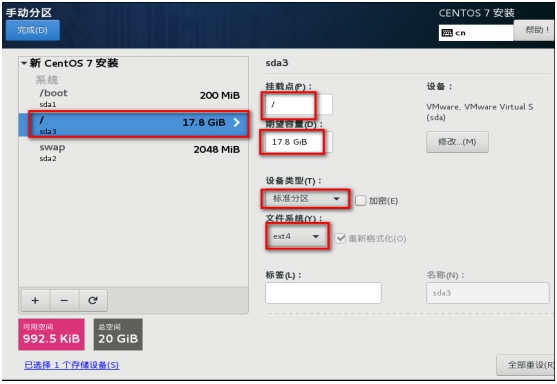 手动分区
完成(D)
CENTOS 7 安装
cn
帮助！
新 CentOS 7 安装
系统
/boot
200 MiB
sda1
/
17.8 GiB
sda3
swap
2048 MiB
sda2
+ −
可用空间
992.5 KiB
总空间
20 GiB
已选择 1 个存储设备(S)
sda3
挂载点(P)：
/
期望容量(D)：
17.8 GiB
设备：
VMware, VMware Virtual S
(sda)
修改...(M)
设备类型(T)：
标准分区
加密(E)
文件系统(Y)：
ext4
重新格式化(O)
标签(L)：
名称(N)：
sda3
全部重设(R